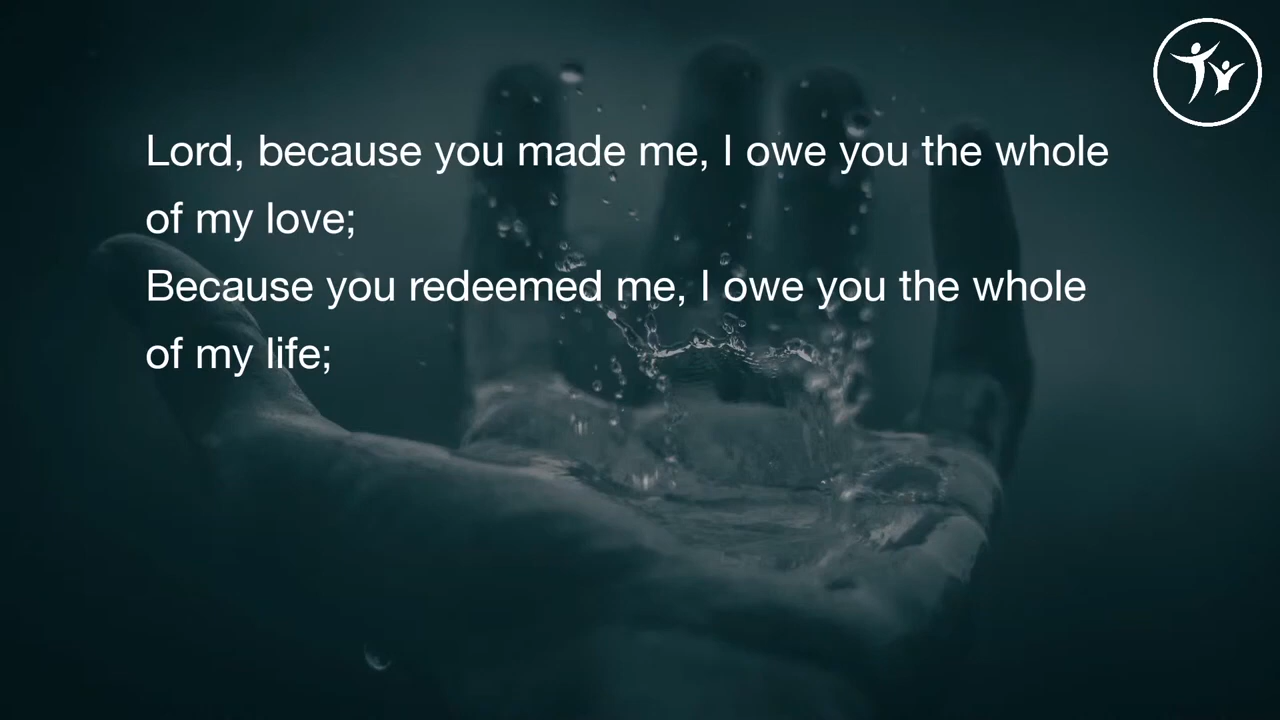 Lord, because you made me, I owe you the whole
of my love;
Because you redeemed me, I owe you the whole
of my life;